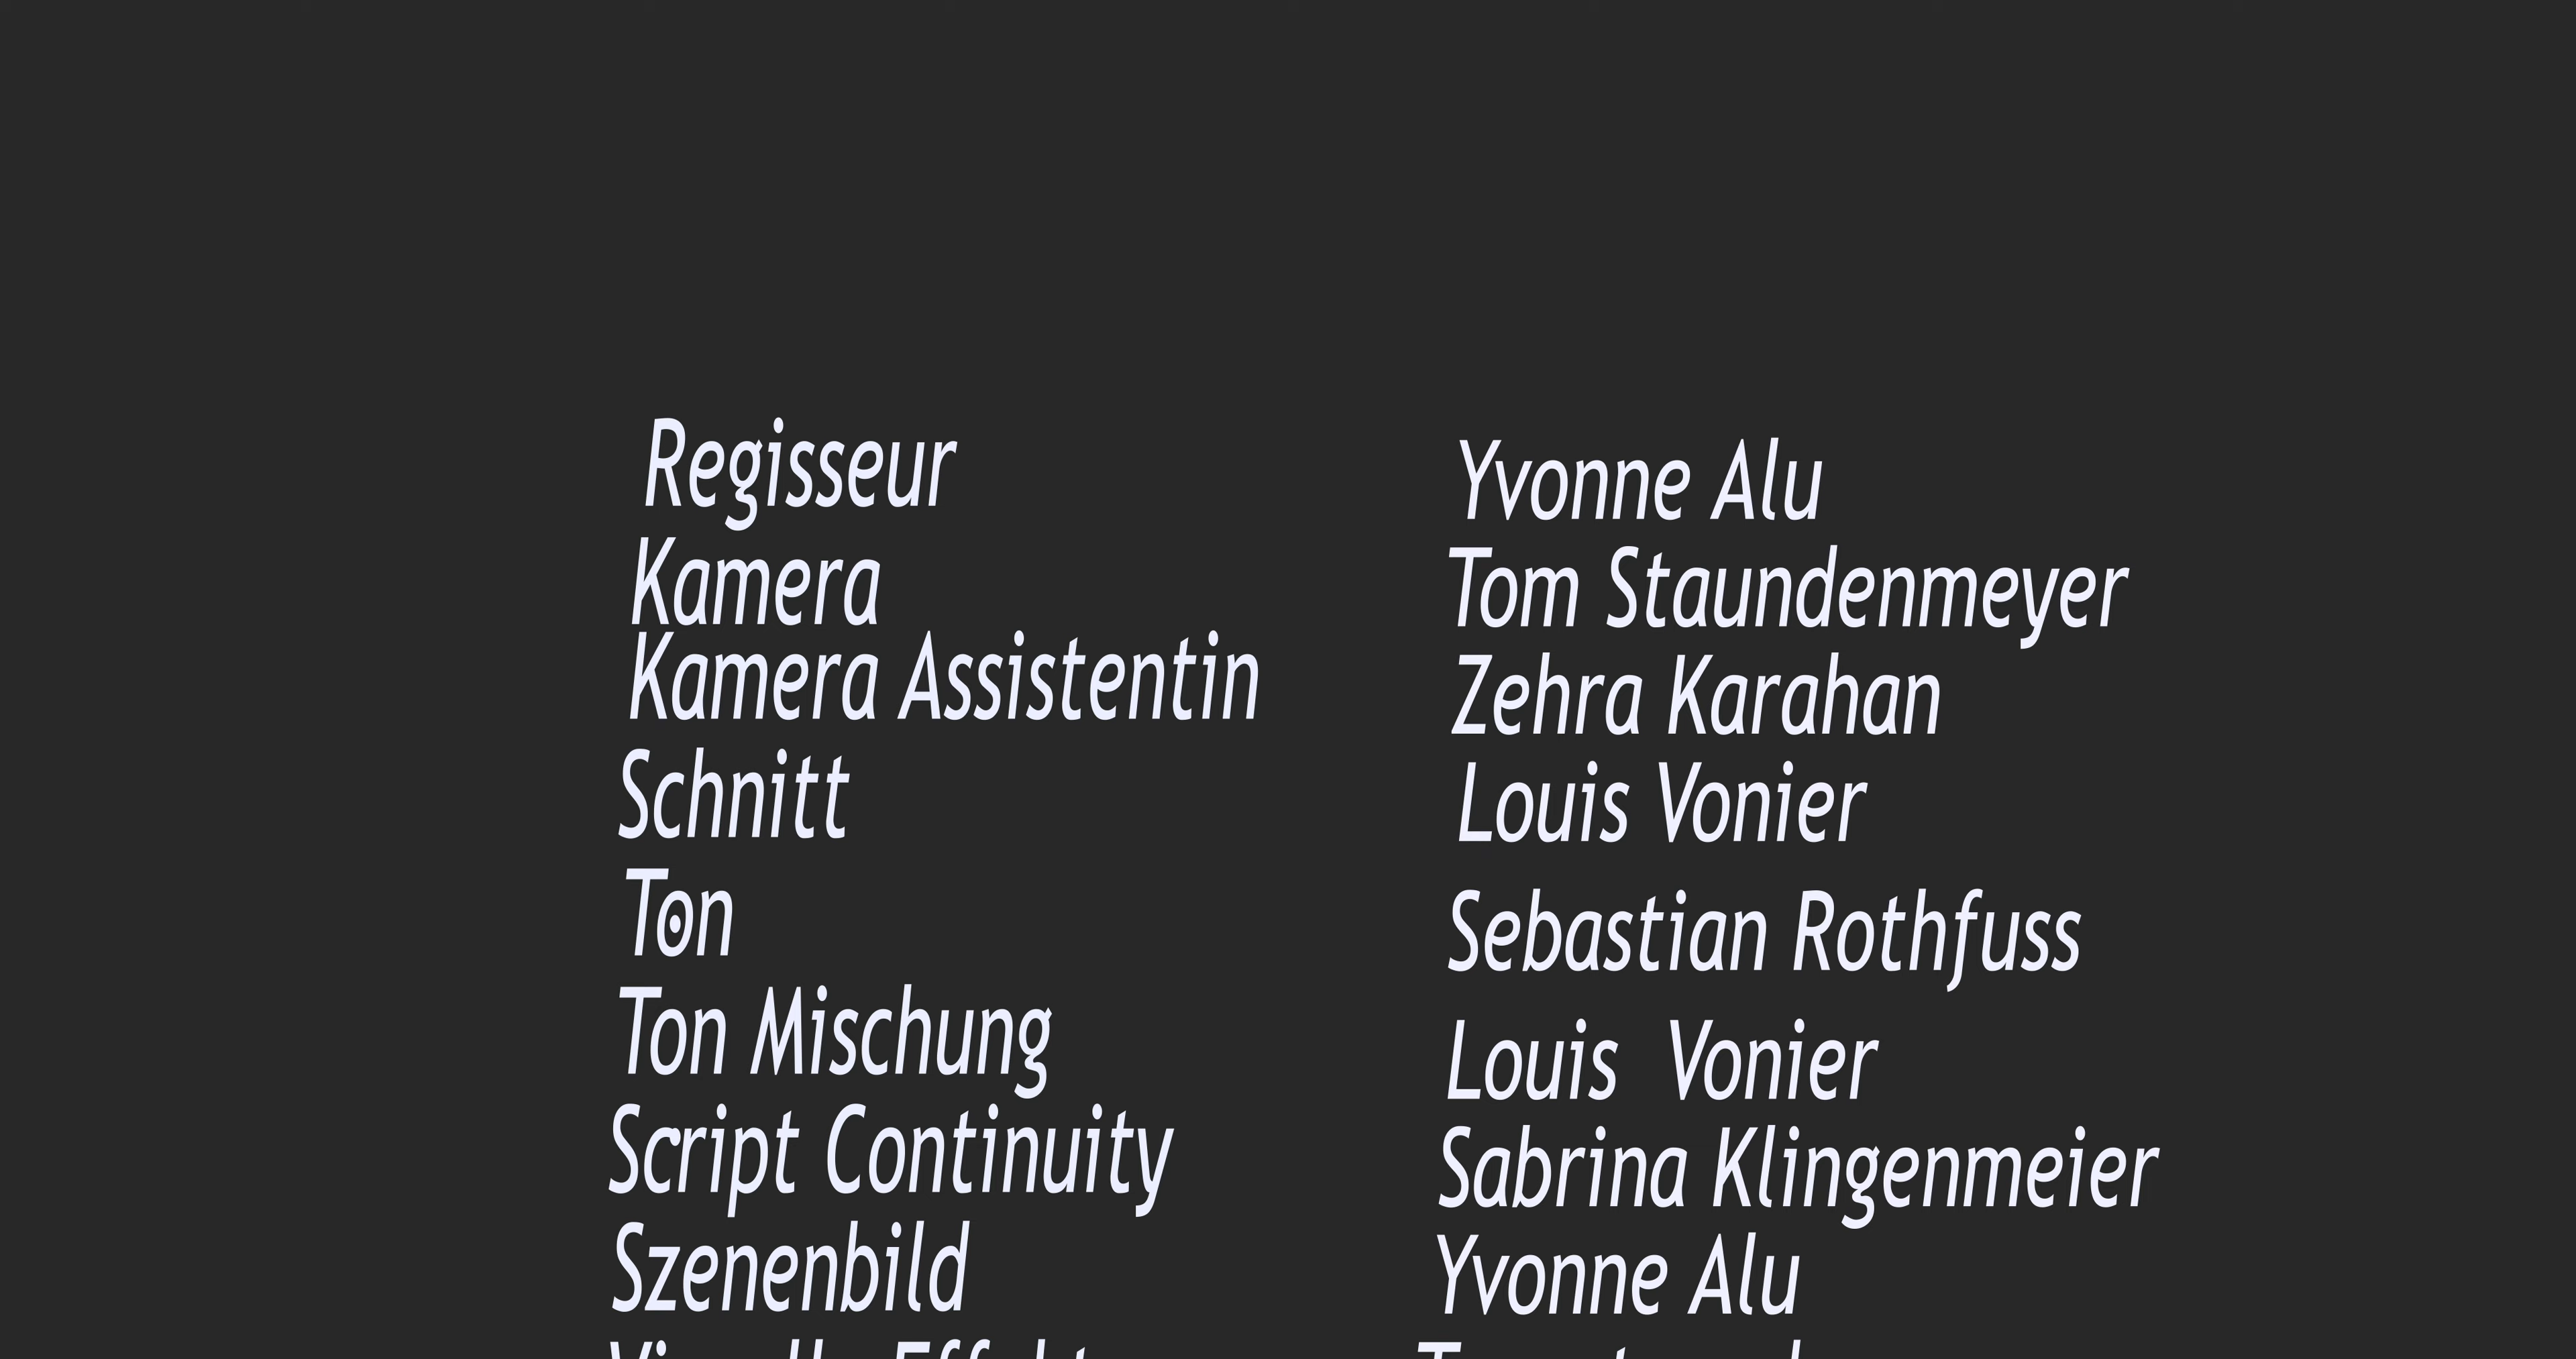 Regisseur Yvonne Alu
Kamera Tom Staundenmeyer
Kamera Assistentin Zehra Karahan
Schnitt Louis Vonier
Ton Sebastian Rothfuss
Ton Mischung Louis Vonier
Script Continuity Sabrina Klingenmeier
Szenenbild Yvonne Alu